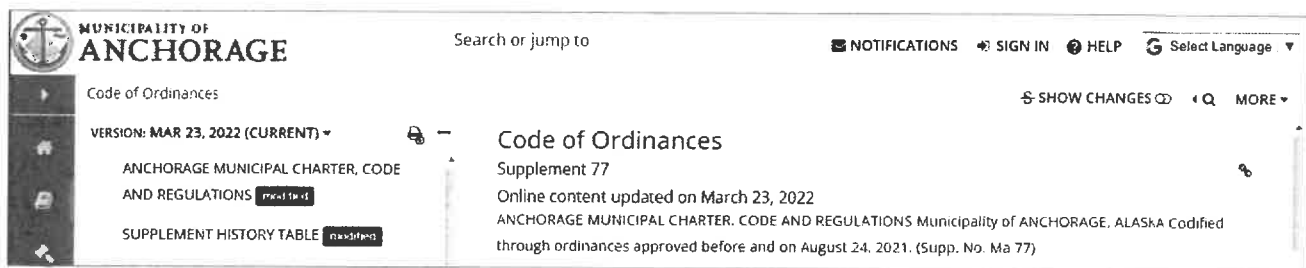 MUNICIPALITY OF
ANCHORAGE
Search or jump to
NOTIFICATIONS SIGN IN HELP G Select Language ▼
Code of Ordinances
S SHOW CHANGES MORE ▾
VERSION: MAR 23, 2022 (CURRENT) ▾
ANCHORAGE MUNICIPAL CHARTER, CODE
AND REGULATIONS modified
SUPPLEMENT HISTORY TABLE modified
Code of Ordinances
Supplement 77
Online content updated on March 23, 2022
ANCHORAGE MUNICIPAL CHARTER. CODE AND REGULATIONS Municipality of ANCHORAGE, ALASKA Codified
through ordinances approved before and on August 24, 2021. (Supp. No. Ma 77)